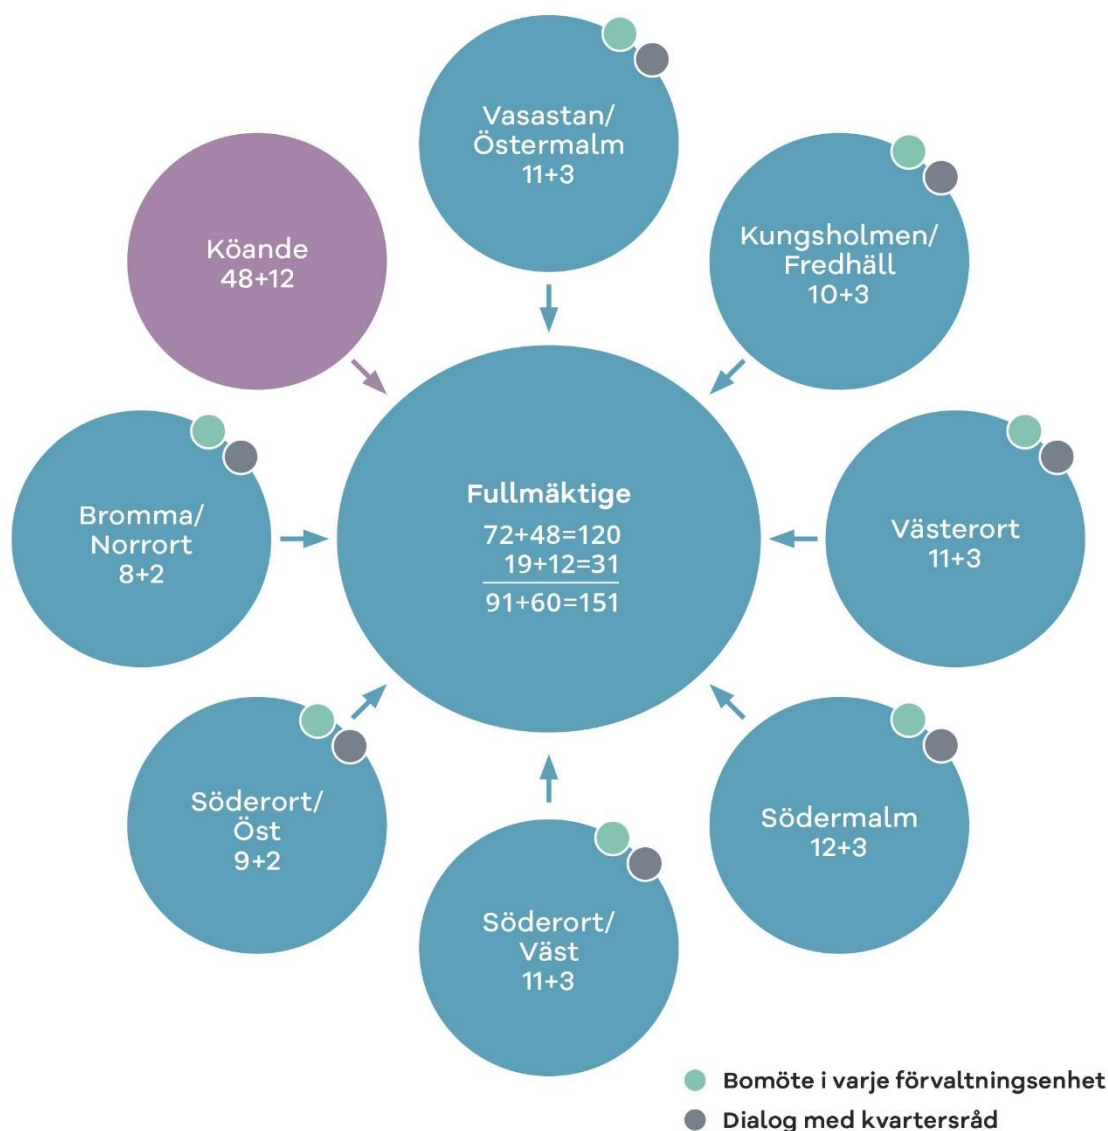 Vasastan/
Östermalm
11+3
Kungsholmen/
Fredhäll
10+3
Köande
48+12
Fullmäktige
72+48=120
19+12=31
91+60=151
Bromma/
Norrort
8+2
Västerort
11+3
Söderort/
Öst
9+2
Södermalm
12+3
Söderort/
Väst
11+3
Bomöte i varje förvaltningsenhet
Dialog med kvartersråd